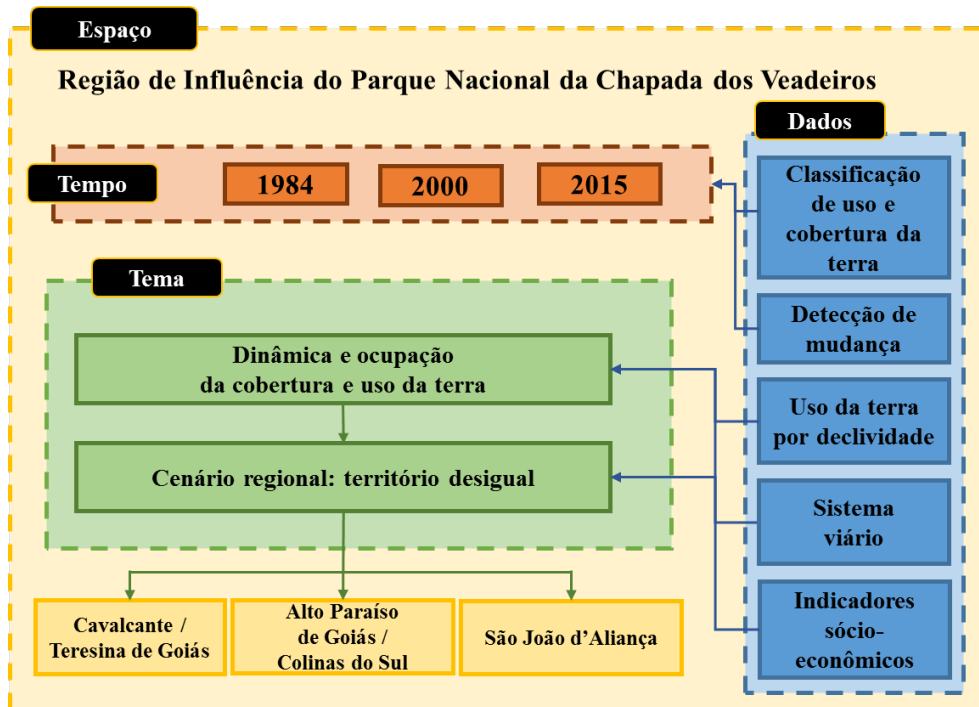 Espaço
Região de Influência do Parque Nacional da Chapada dos Veadeiros
Tempo
1984
2000
2015
Tema
Dinâmica e ocupação
da cobertura e uso da terra
Cenário regional: território desigual
Cavalcante /
Teresina de Goiás
Alto Paraíso
de Goiás /
Colinas do Sul
São João d’Aliança
Dados
Classificação
de uso e
cobertura da
terra
Detecção de
mudança
Uso da terra
por declividade
Sistema
viário
Indicadores
sócio-
econômicos